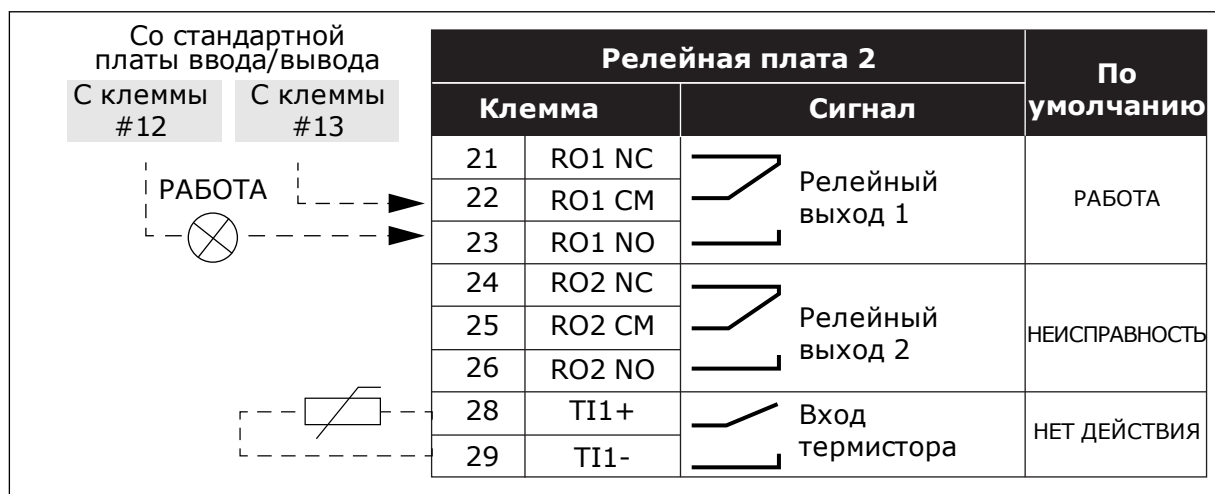 Со стандартной
платы ввода/вывода
С клеммы
#12
С клеммы
#13
РАБОТА
Релейная плата 2
По
умолчанию
Клемма
Сигнал
21 RO1 NC
22 RO1 CM
23 RO1 NO
Релейный
выход 1
РАБОТА
24 RO2 NC
25 RO2 CM
26 RO2 NO
Релейный
выход 2
НЕИСПРАВНОСТЬ
28 TI1+
29 TI1-
Вход
термистора
НЕТ ДЕЙСТВИЯ